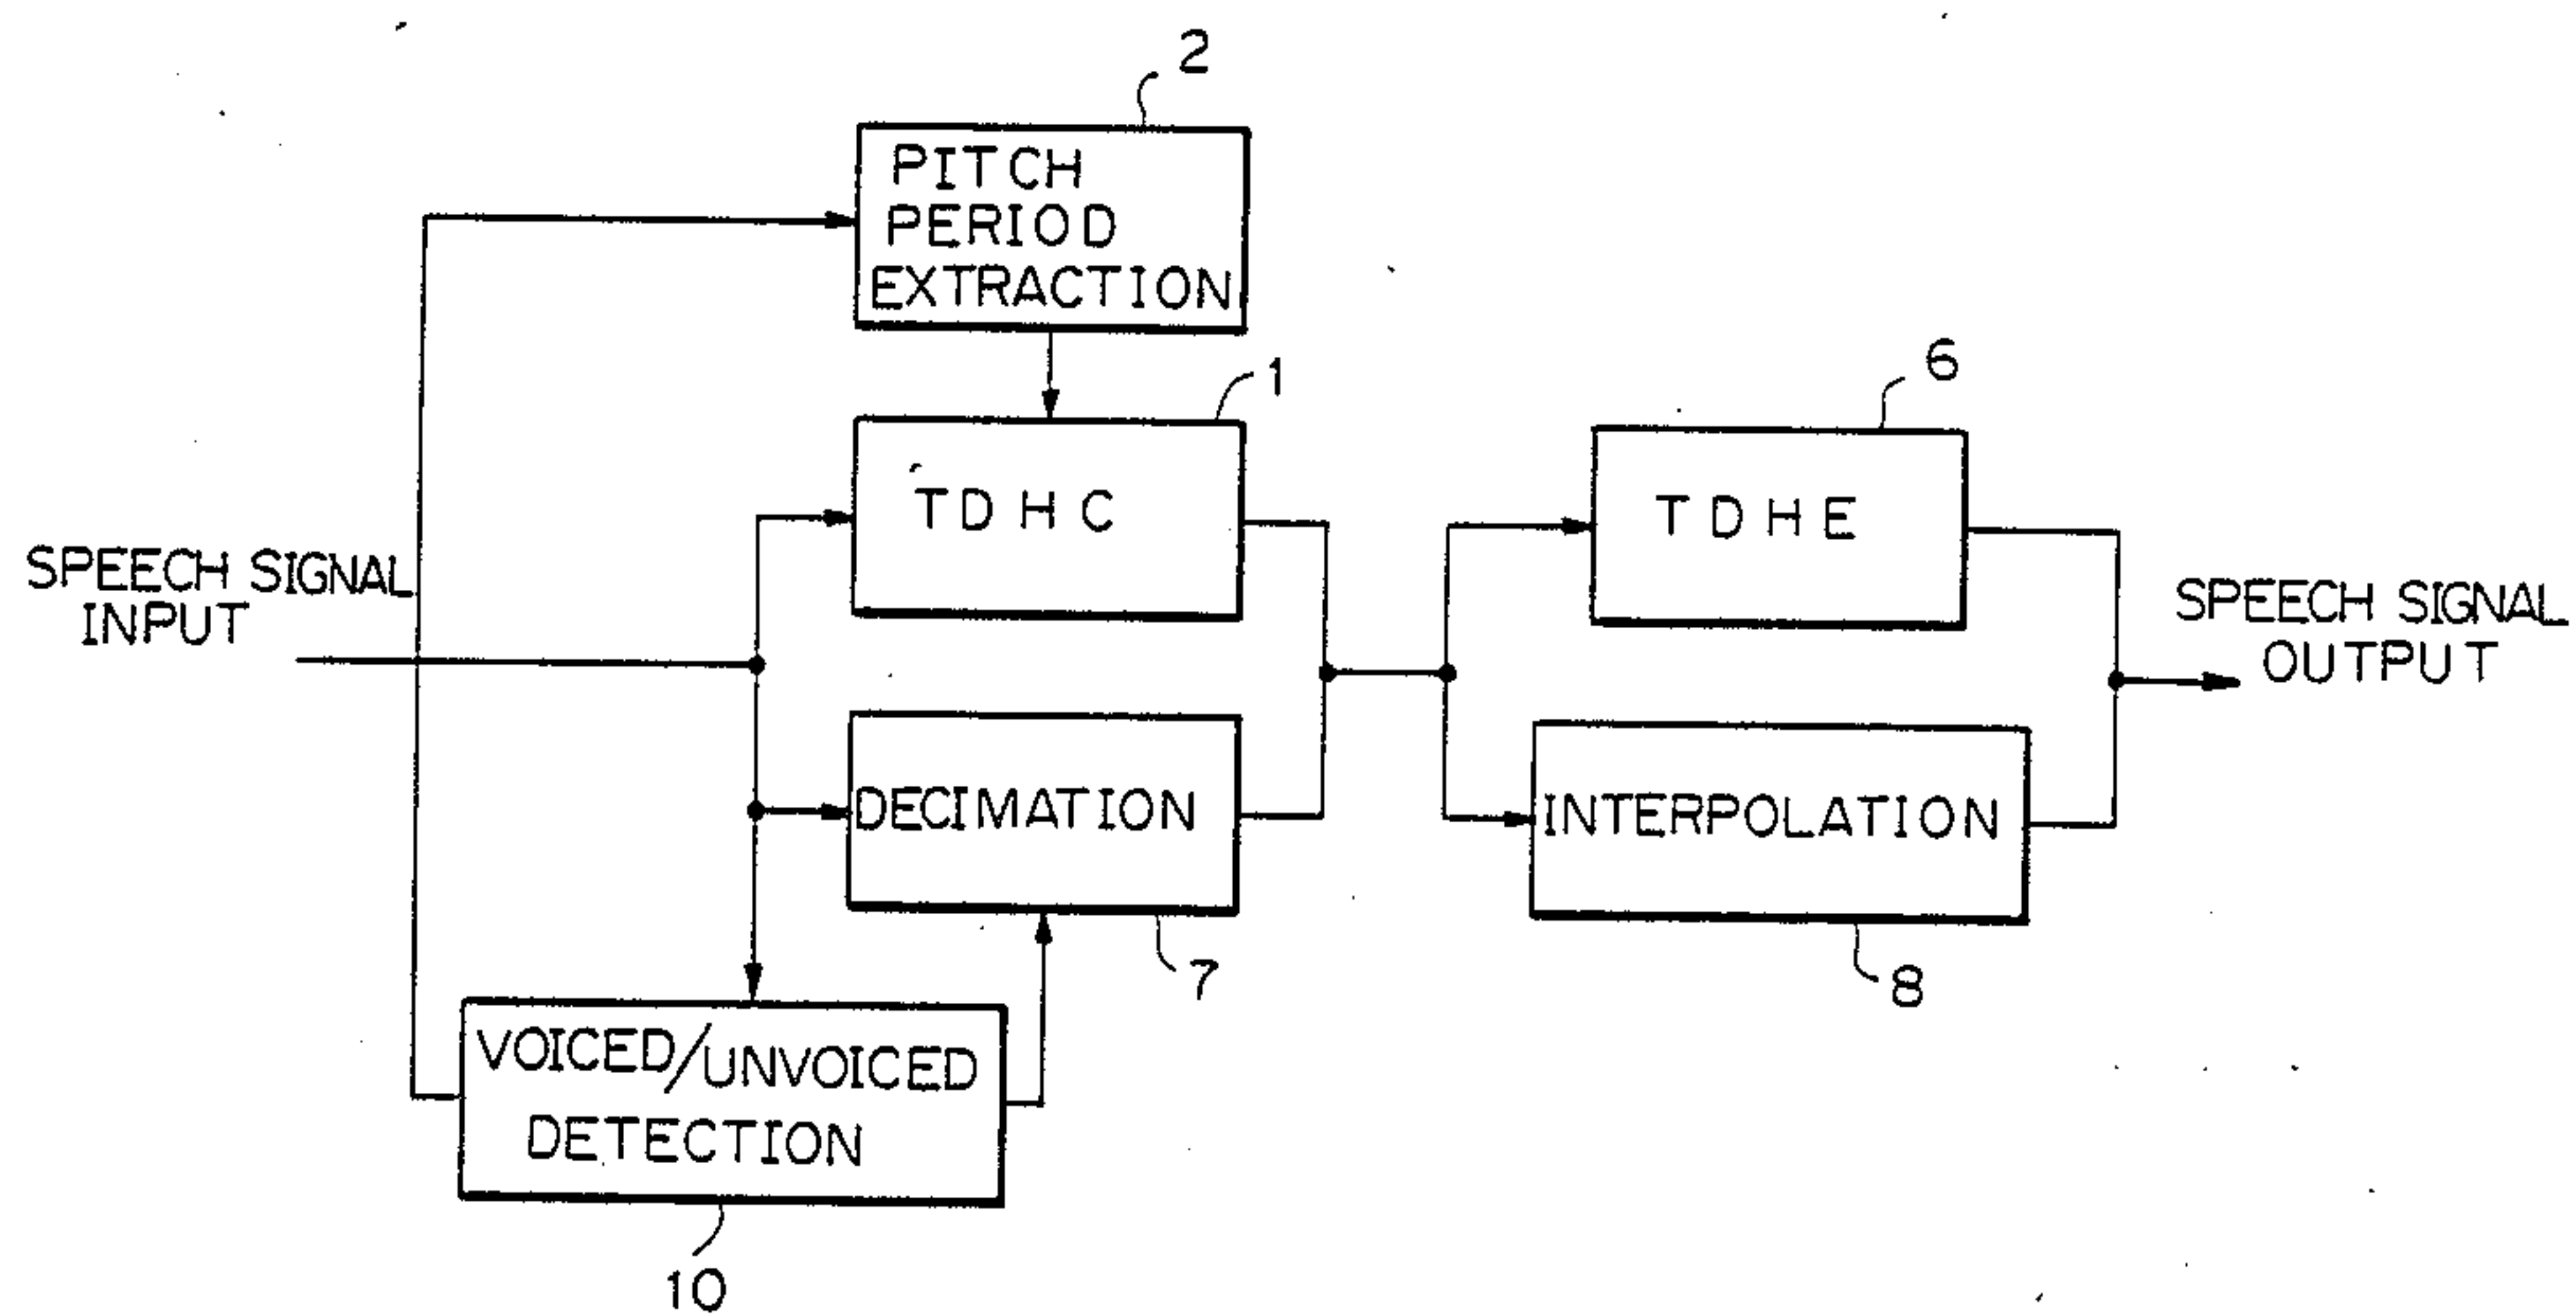 2
PITCH
PERIOD
EXTRACTION
1
TDHC
6
TDHE
SPEECH SIGNAL
INPUT
SPEECH SIGNAL
OUTPUT
DECIMATION
7
INTERPOLATION
8
VOICED/UNVOICED
DETECTION
10